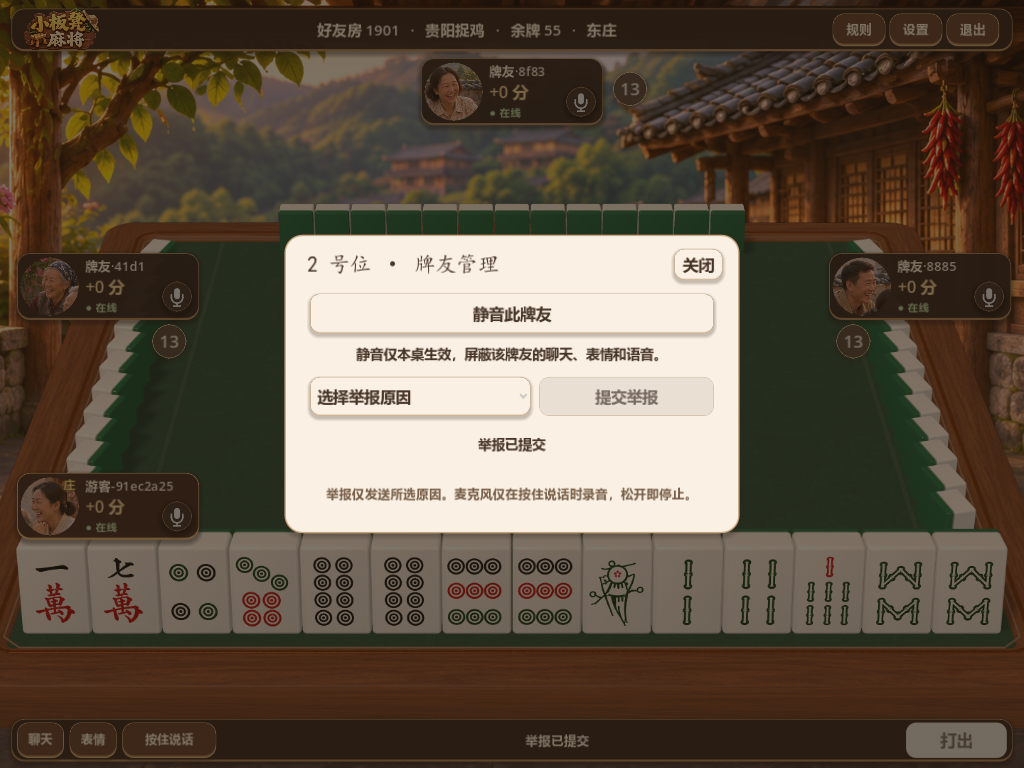 小板凳
麻将
好友房 1901 · 贵阳捉鸡 · 余牌 55 · 东庄
规则
设置
退出
牌友·8f83
+0 分
• 在线
13
牌友·41d1
+0 分
• 在线
13
牌友·8885
+0 分
• 在线
13
2 号位 • 牌友管理
关闭
静音此牌友
静音仅本桌生效，屏蔽该牌友的聊天、表情和语音。
选择举报原因
提交举报
举报已提交
举报仅发送所选原因。麦克风仅在按住说话时录音，松开即停止。
庄
游客-91ec2a25
+0 分
• 在线
一萬
七萬
聊天
表情
按住说话
举报已提交
打出